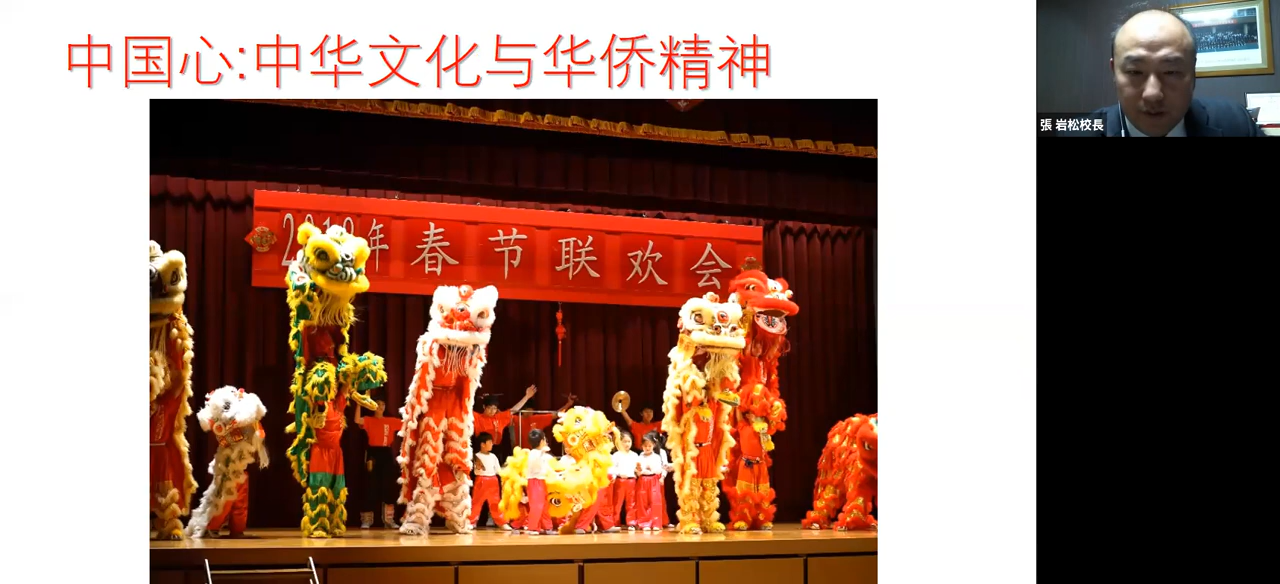 中国心:中华文化与华侨精神
年春节联欢会
張 岩松校長